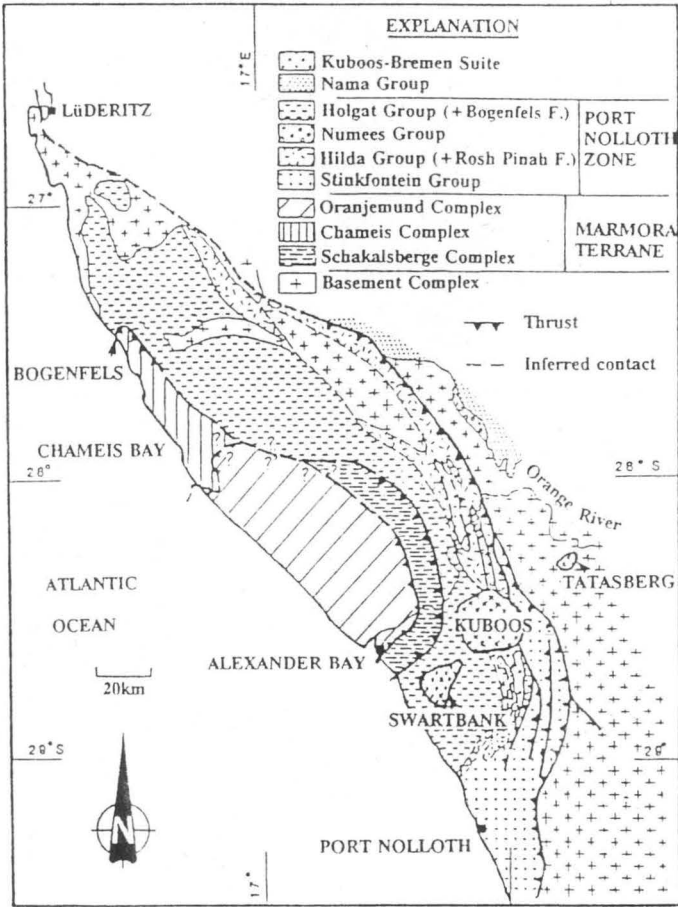 EXPLANATION
Kuboos-Bremen Suite
Nama Group
Holgat Group (+Bogenfels F.)
Numees Group
Hilda Group (+Rosh Pinah F.)
Stinkfontein Group
PORT
NOLLOTH
ZONE
Oranjemund Complex
Chameis Complex
Schakalsberge Complex
MARMORA
TERRANE
Basement Complex
Thrust
Inferred contact
17°E
LüDERITZ
27°
BOGENFELS
CHAMEIS BAY
? ? ? ? ? ?
28°
28°S
Orange River
TATASBERG
ATLANTIC
OCEAN
KUBOOS
ALEXANDER BAY
20km
SWARTBANK
29°S
29°
N
PORT NOLLOTH
17°